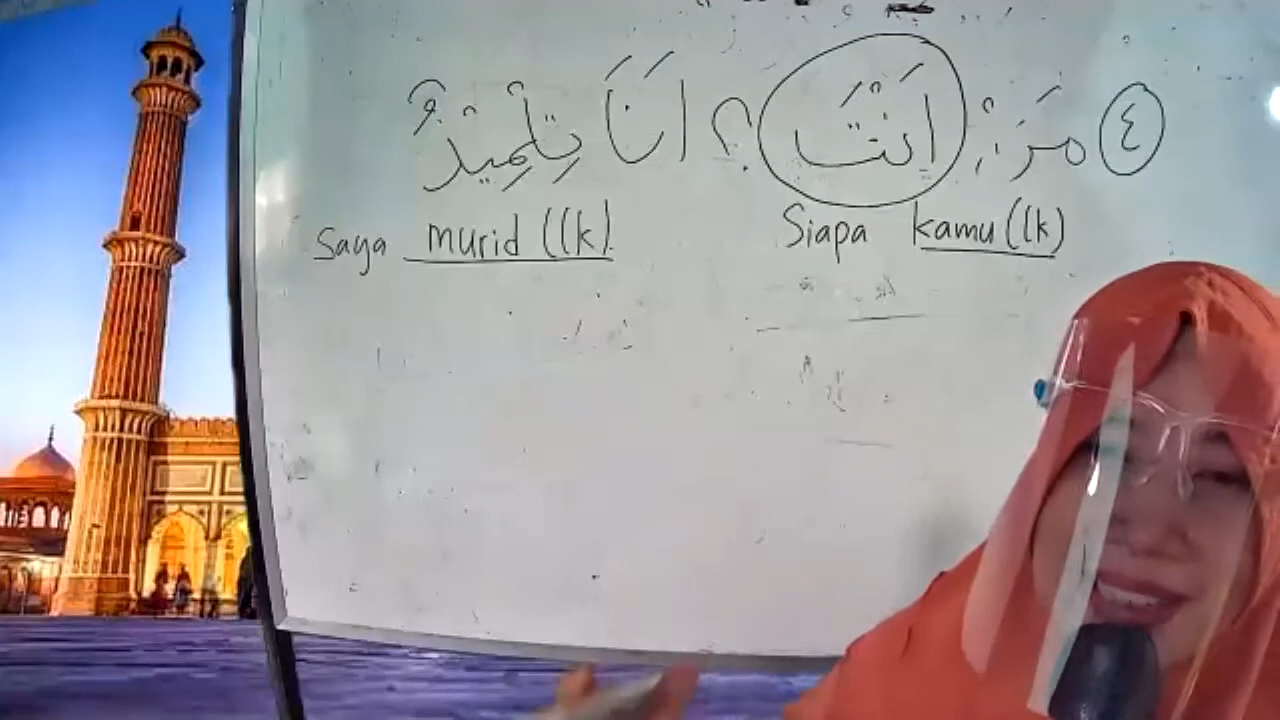 ٤ مَنْ : اَنْتَ ؟ اَنَا تِلْمِيْذٌ
Siapa kamu (lk)
Saya murid (lk)